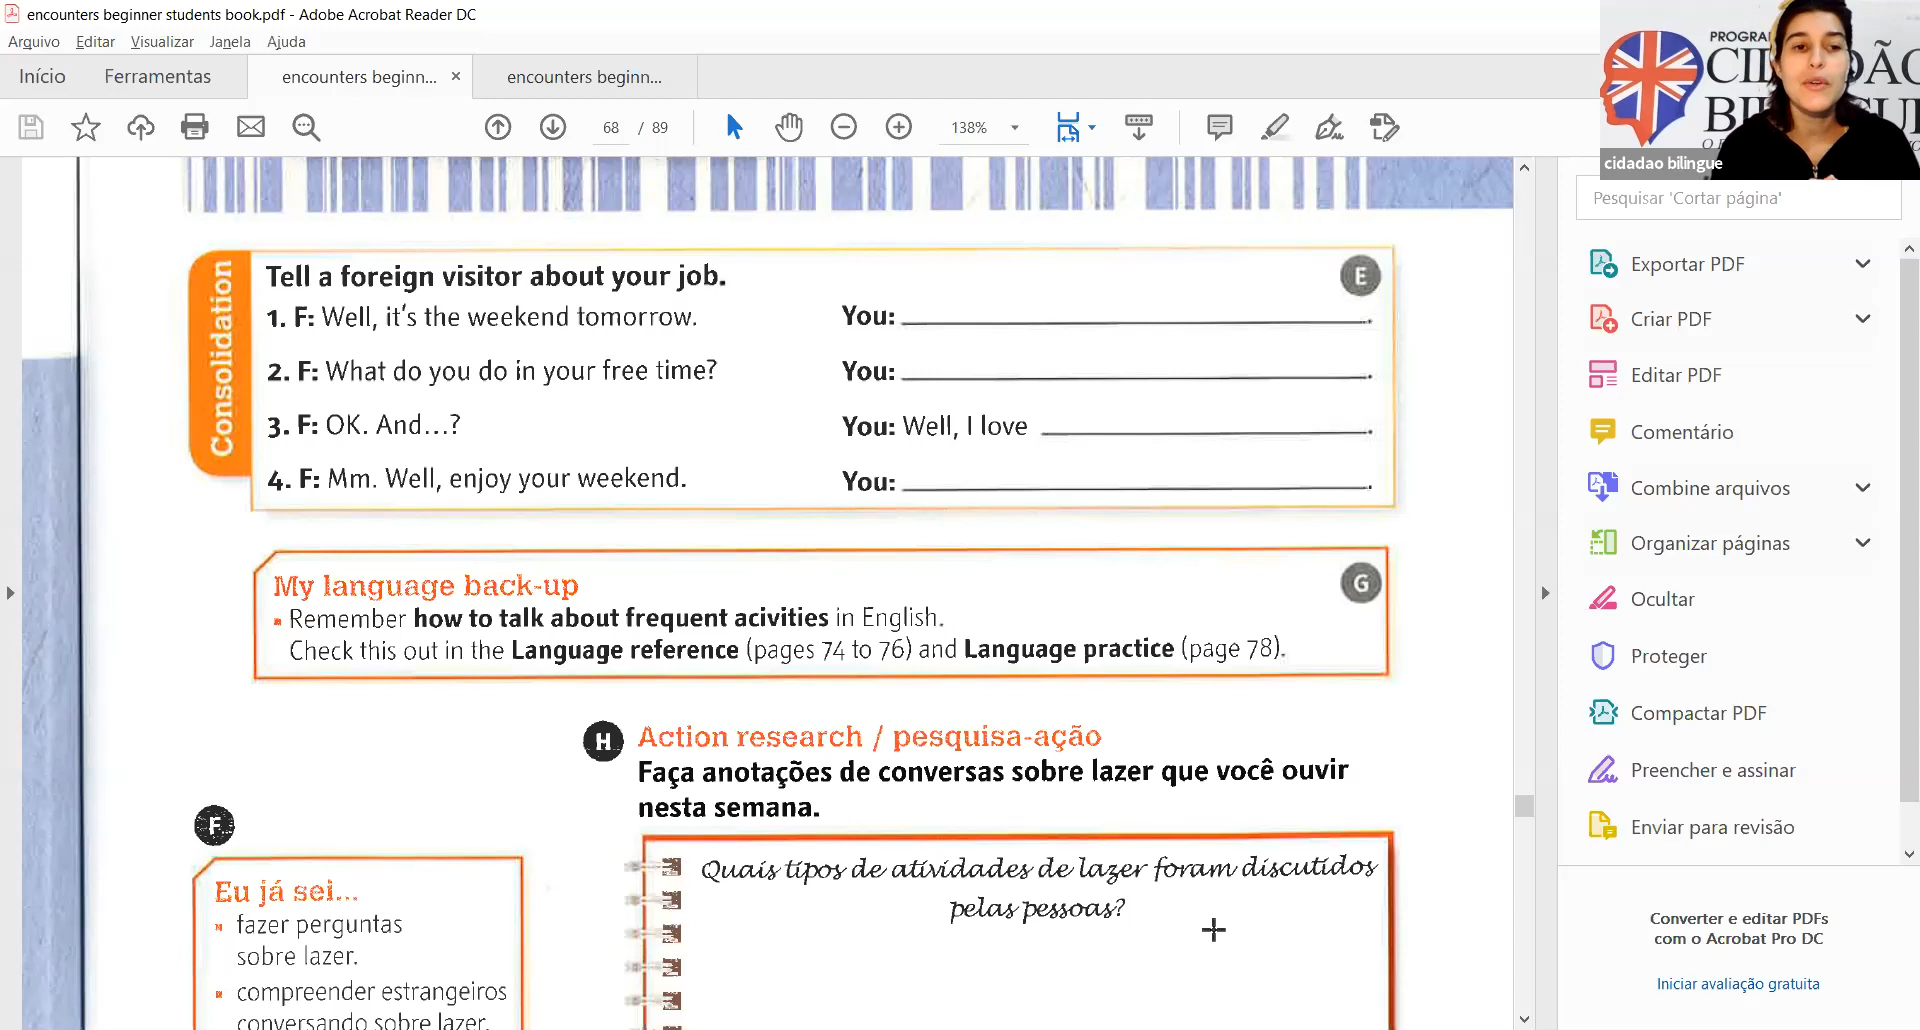 encounters beginner students book.pdf - Adobe Acrobat Reader DC
Arquivo Editar Visualizar Janela Ajuda
Início Ferramentas encounters beginn... × encounters beginn...
68 / 89 138%
PROGRA
CIDADÃO
cidadao bilingue
Pesquisar 'Cortar página'
Exportar PDF
Criar PDF
Editar PDF
Comentário
Combine arquivos
Organizar páginas
Ocultar
Proteger
Compactar PDF
Preencher e assinar
Enviar para revisão
Converter e editar PDFs
com o Acrobat Pro DC
Iniciar avaliação gratuita
Consolidation
Tell a foreign visitor about your job. E
1. F: Well, it's the weekend tomorrow. You: .
2. F: What do you do in your free time? You: .
3. F: OK. And...? You: Well, I love .
4. F: Mm. Well, enjoy your weekend. You: .
My language back-up G
Remember how to talk about frequent acivities in English.
Check this out in the Language reference (pages 74 to 76) and Language practice (page 78).
H Action research / pesquisa-ação
Faça anotações de conversas sobre lazer que você ouvir
nesta semana.
Quais tipos de atividades de lazer foram discutidos
pelas pessoas?
F
Eu já sei...
fazer perguntas
sobre lazer.
compreender estrangeiros
conversando sobre lazer.